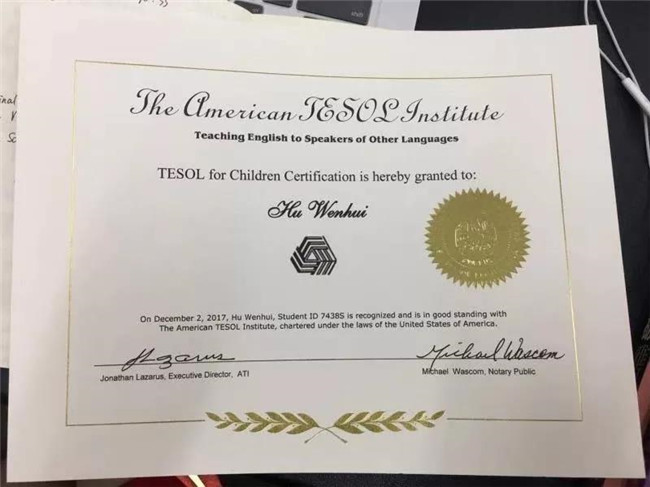 The American TESOL Institute
Teaching English to Speakers of Other Languages
TESOL for Children Certification is hereby granted to:
Hu Wenhui
On December 2, 2017, Hu Wenhui, Student ID 7438S is recognized and is in good standing with
The American TESOL Institute, chartered under the laws of the United States of America.
Michael Wascom
Jonathan Lazarus, Executive Director, ATI
Michael Wascom, Notary Public